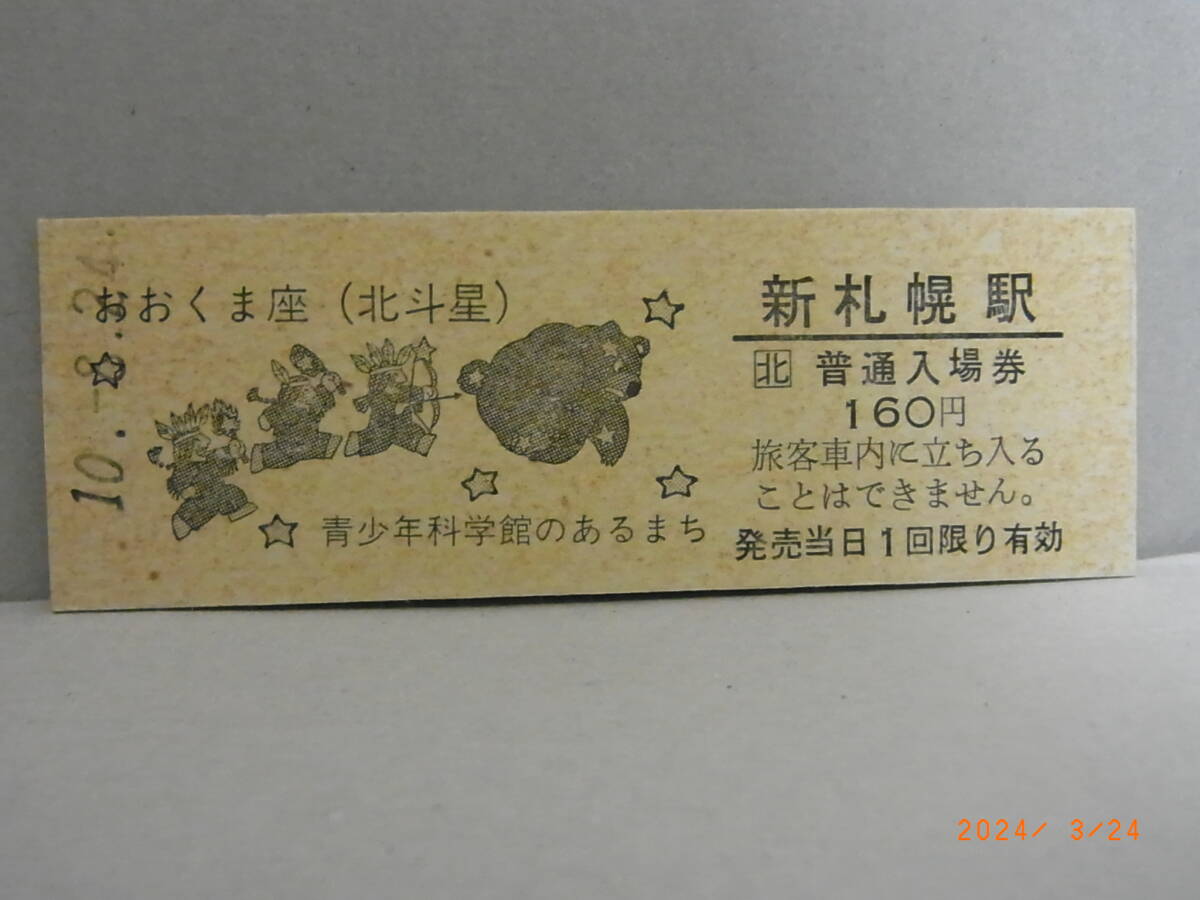 おおくま座（北斗星）
青少年科学館のあるまち
新札幌駅
北 普通入場券
160円
旅客車内に立ち入る
ことはできません。
発売当日1回限り有効
10.-8.24.
2024/ 3/24